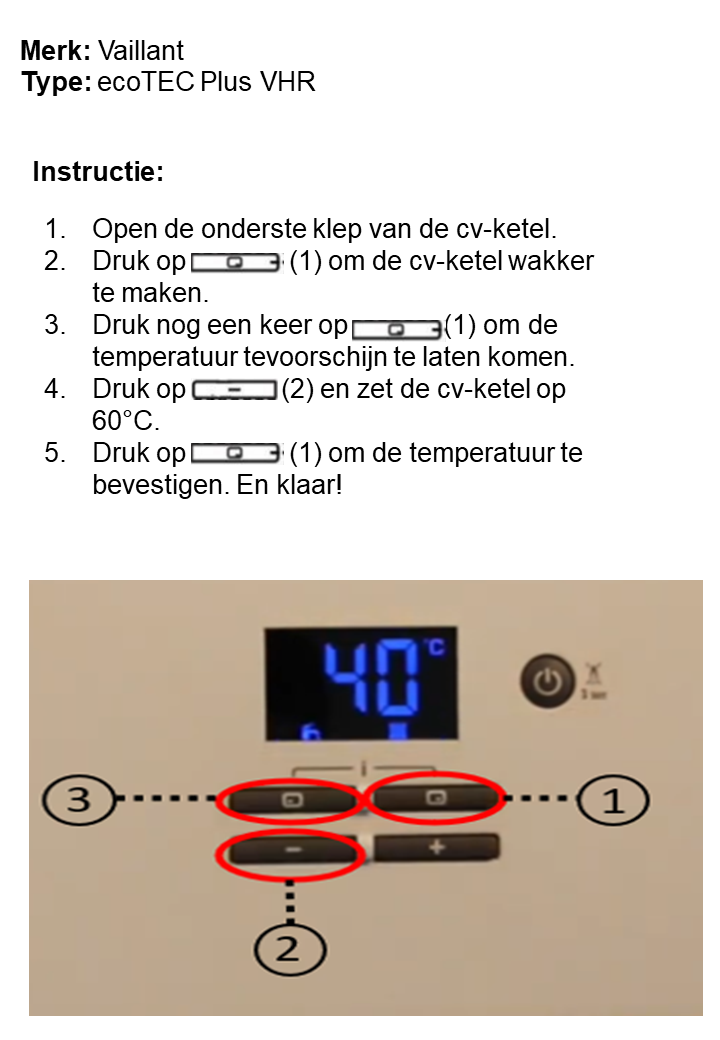 Merk: Vaillant
Type: ecoTEC Plus VHR
Instructie:
1. Open de onderste klep van de cv-ketel.
2. Druk op (1) om de cv-ketel wakker
te maken.
3. Druk nog een keer op (1) om de
temperatuur tevoorschijn te laten komen.
4. Druk op - (2) en zet de cv-ketel op
60°C.
5. Druk op (1) om de temperatuur te
bevestigen. En klaar!
40 °C
i
3
1
- +
2